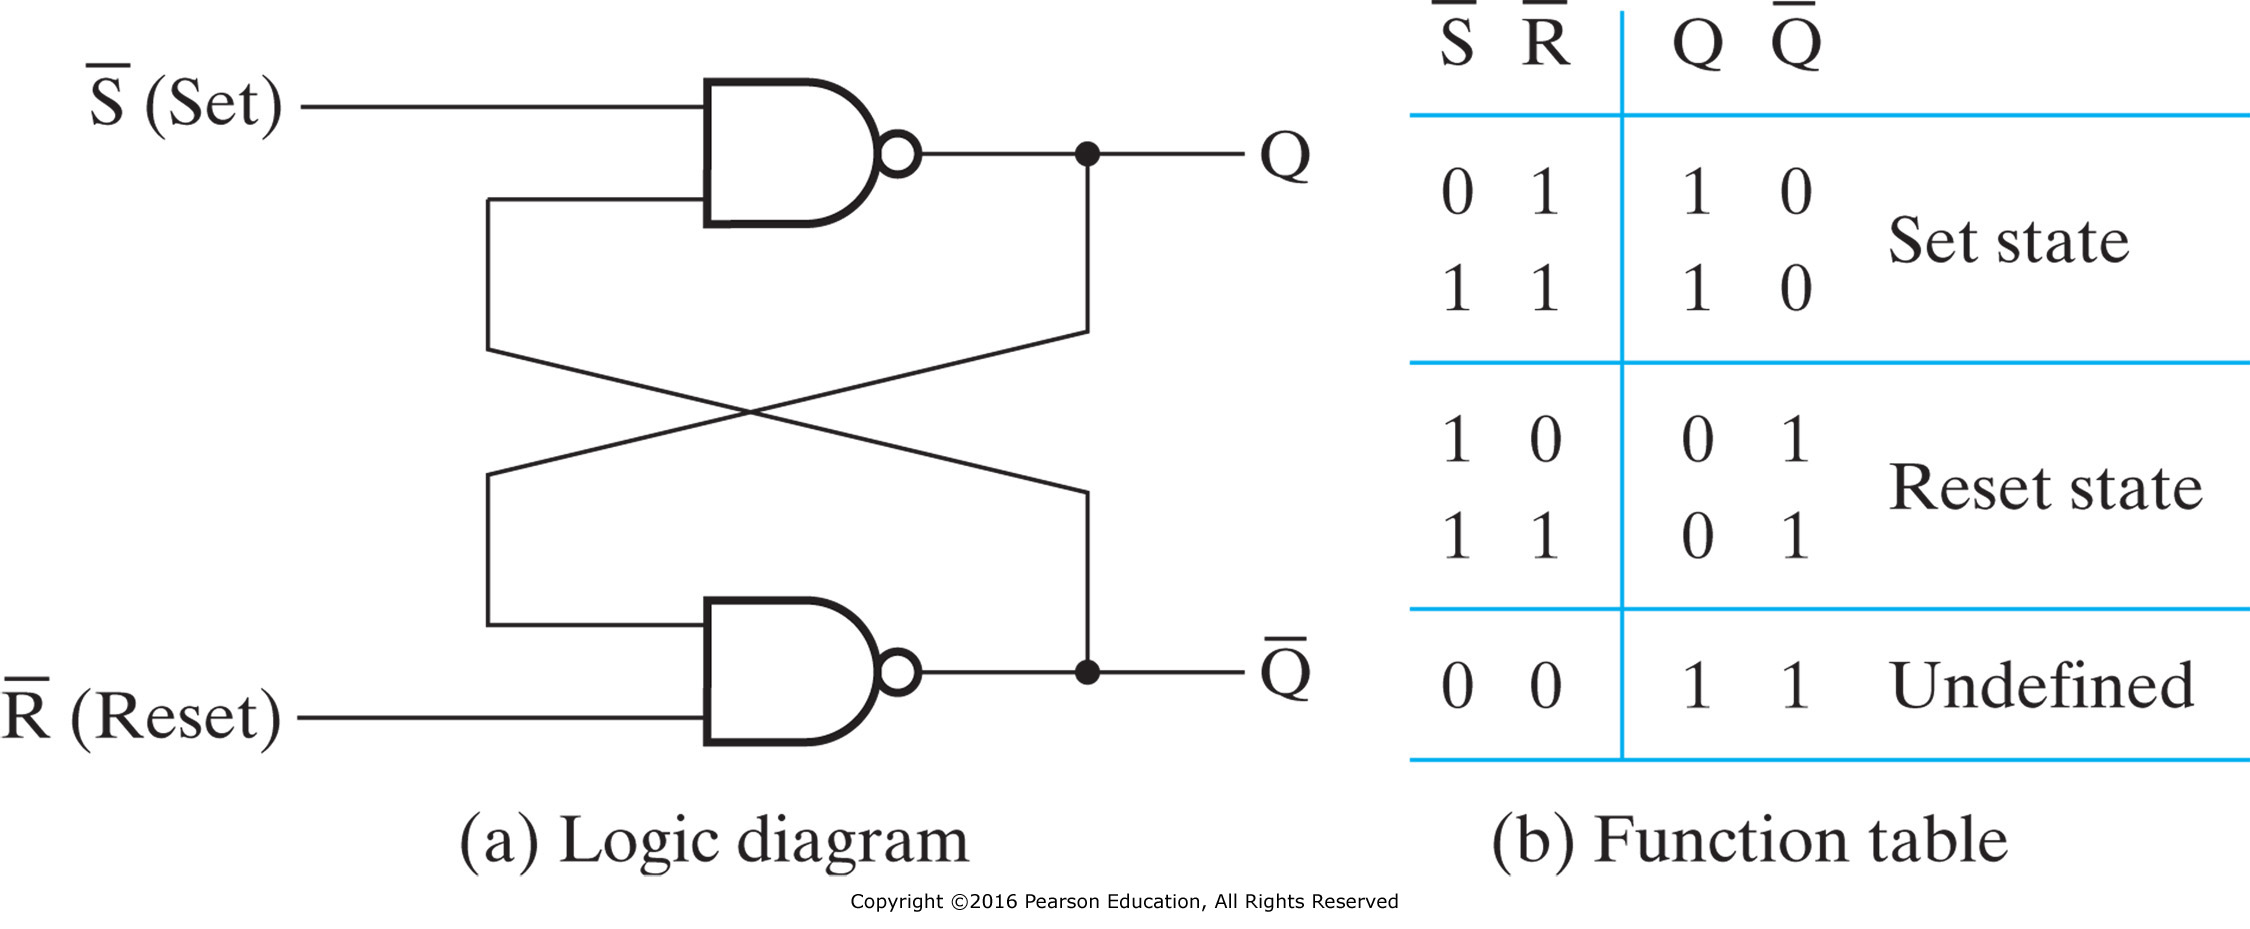 S̅ (Set)
Q
R̅ (Reset)
Q̅
(a) Logic diagram
S̅ R̅ Q Q̅
0 1 1 0
Set state
1 1 1 0
1 0 0 1
Reset state
1 1 0 1
0 0 1 1 Undefined
(b) Function table
Copyright ©2016 Pearson Education, All Rights Reserved